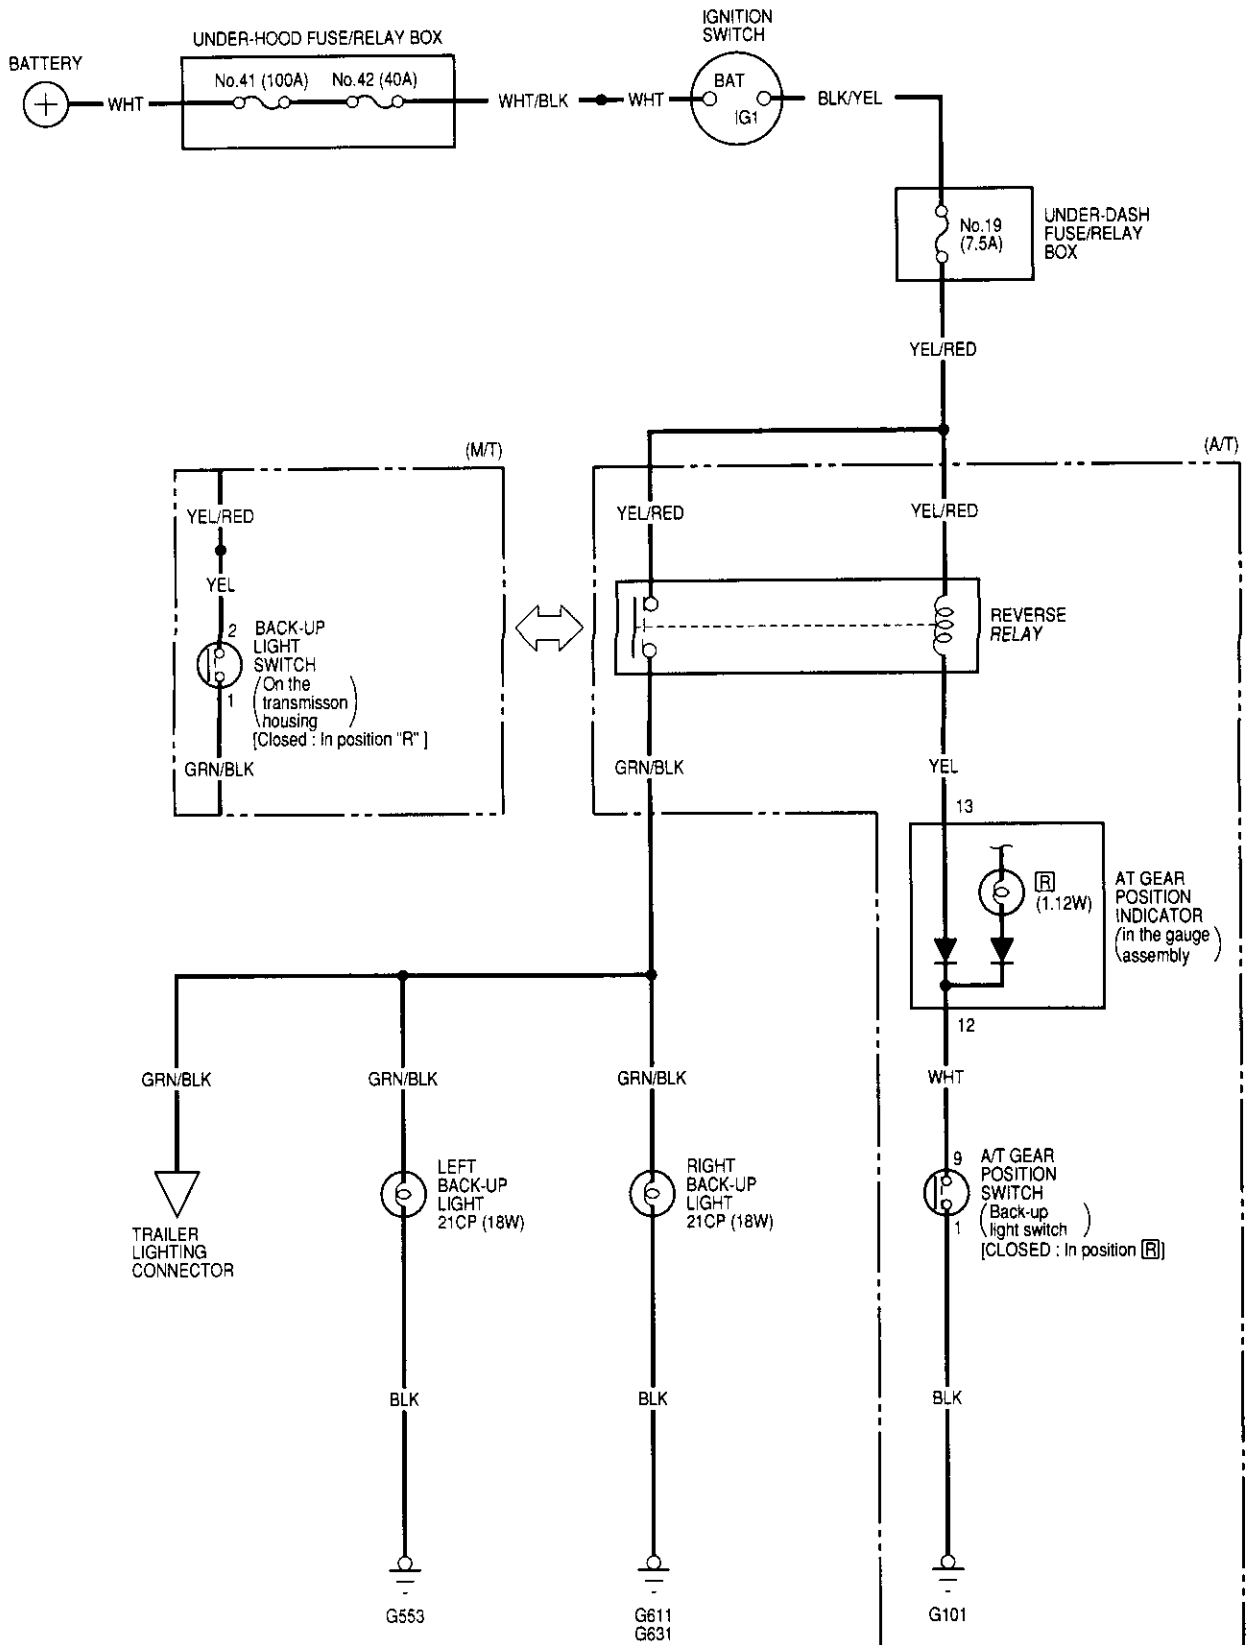 IGNITION
SWITCH
UNDER-HOOD FUSE/RELAY BOX
BATTERY
No.41 (100A)
No.42 (40A)
BAT
IG1
+
WHT
WHT/BLK
WHT
BLK/YEL
No.19
(7.5A)
UNDER-DASH
FUSE/RELAY
BOX
YEL/RED
(M/T)
(A/T)
YEL/RED
YEL/RED
YEL/RED
YEL
2
BACK-UP
LIGHT
SWITCH
(On the
transmisson
housing)
1
[Closed : In position "R" ]
GRN/BLK
REVERSE
RELAY
GRN/BLK
YEL
13
R
(1.12W)
AT GEAR
POSITION
INDICATOR
(in the gauge
assembly)
12
GRN/BLK
GRN/BLK
GRN/BLK
WHT
LEFT
BACK-UP
LIGHT
21CP (18W)
RIGHT
BACK-UP
LIGHT
21CP (18W)
9
A/T GEAR
POSITION
SWITCH
(Back-up
light switch)
1
[CLOSED : In position R]
TRAILER
LIGHTING
CONNECTOR
BLK
BLK
BLK
G553
G611
G631
G101